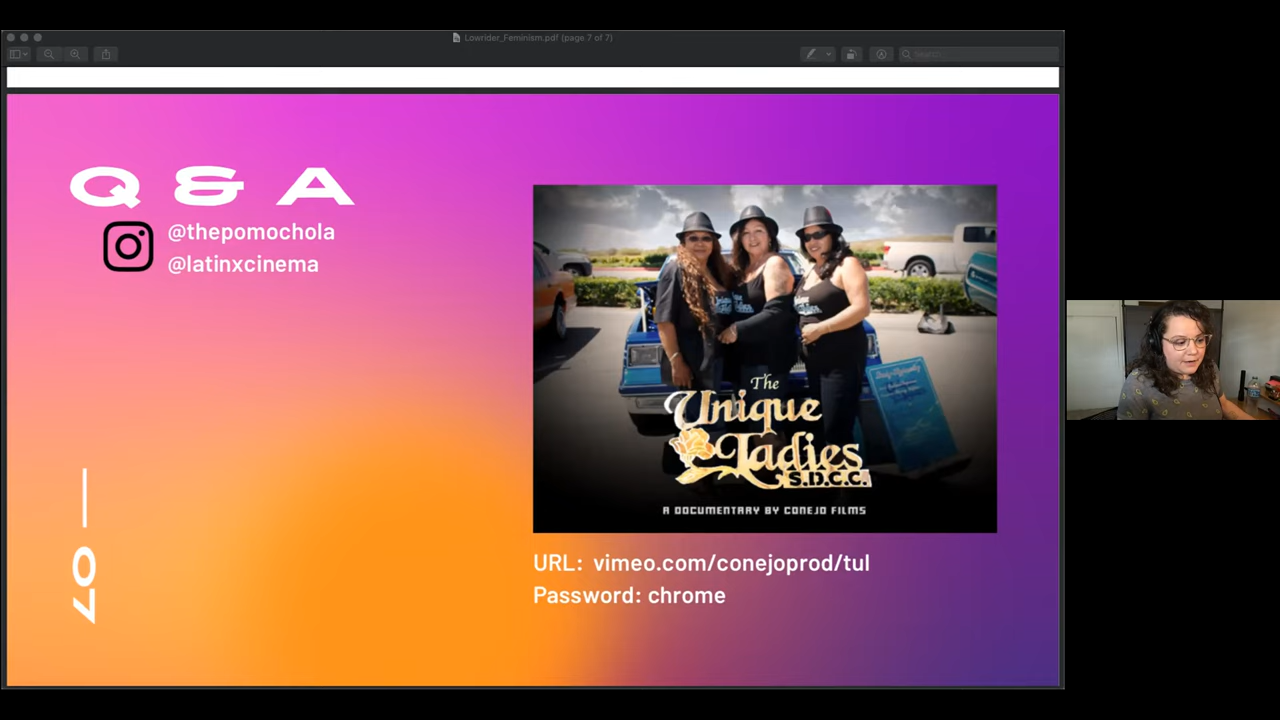 Lowrider_Feminism.pdf (page 7 of 7)
Search
Q & A
@thepomochola
@latinxcinema
07
The
Unique
Ladies
S.D.C.C.
A DOCUMENTARY BY CONEJO FILMS
URL: vimeo.com/conejoprod/tul
Password: chrome